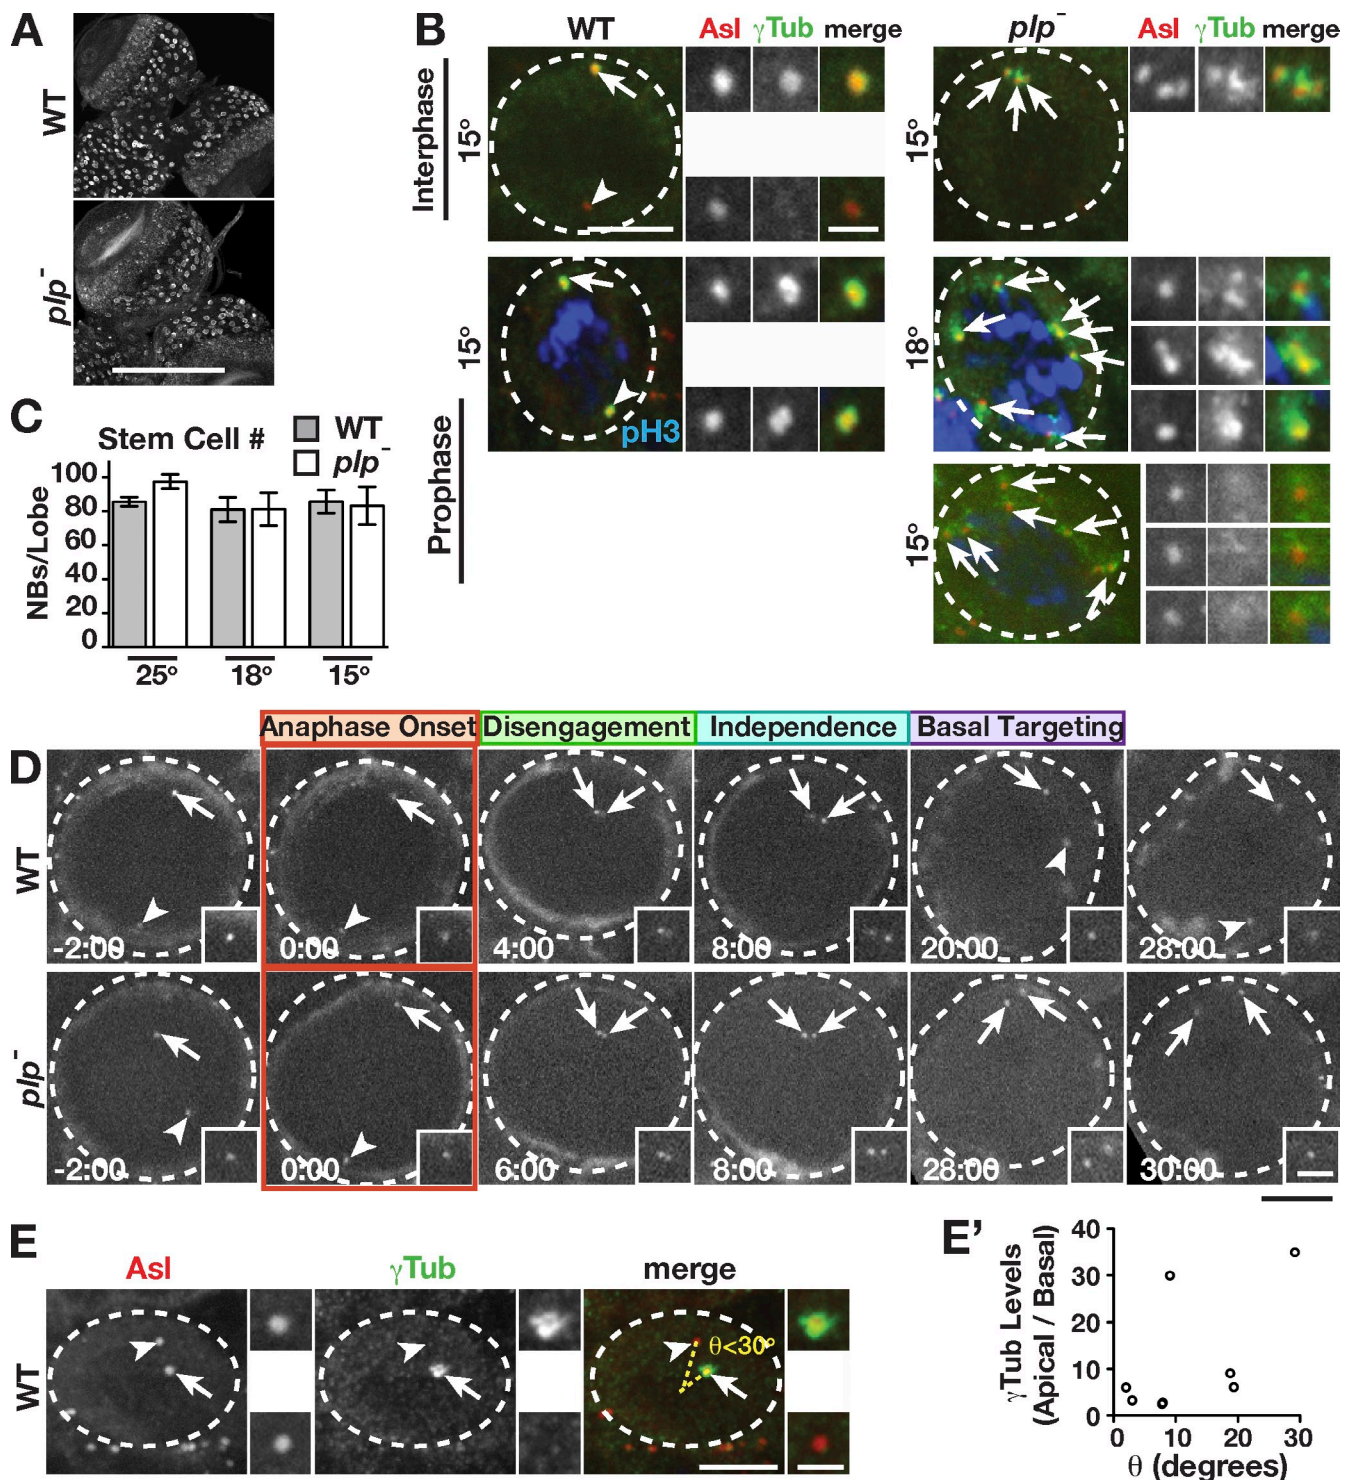 A
WT
plp-
B
WT
Asl
γTub
merge
plp-
Asl
γTub
merge
Interphase
15°
15°
Prophase
15°
pH3
18°
15°
C
Stem Cell #
WT
plp-
NBs/Lobe
100
80
60
40
20
0
25°
18°
15°
Anaphase Onset
Disengagement
Independence
Basal Targeting
D
WT
-2:00
0:00
4:00
8:00
20:00
28:00
plp-
-2:00
0:00
6:00
8:00
28:00
30:00
E
Asl
γTub
merge
WT
θ<30°
E'
γTub Levels
(Apical / Basal)
40
30
20
10
0
0
10
20
30
θ (degrees)